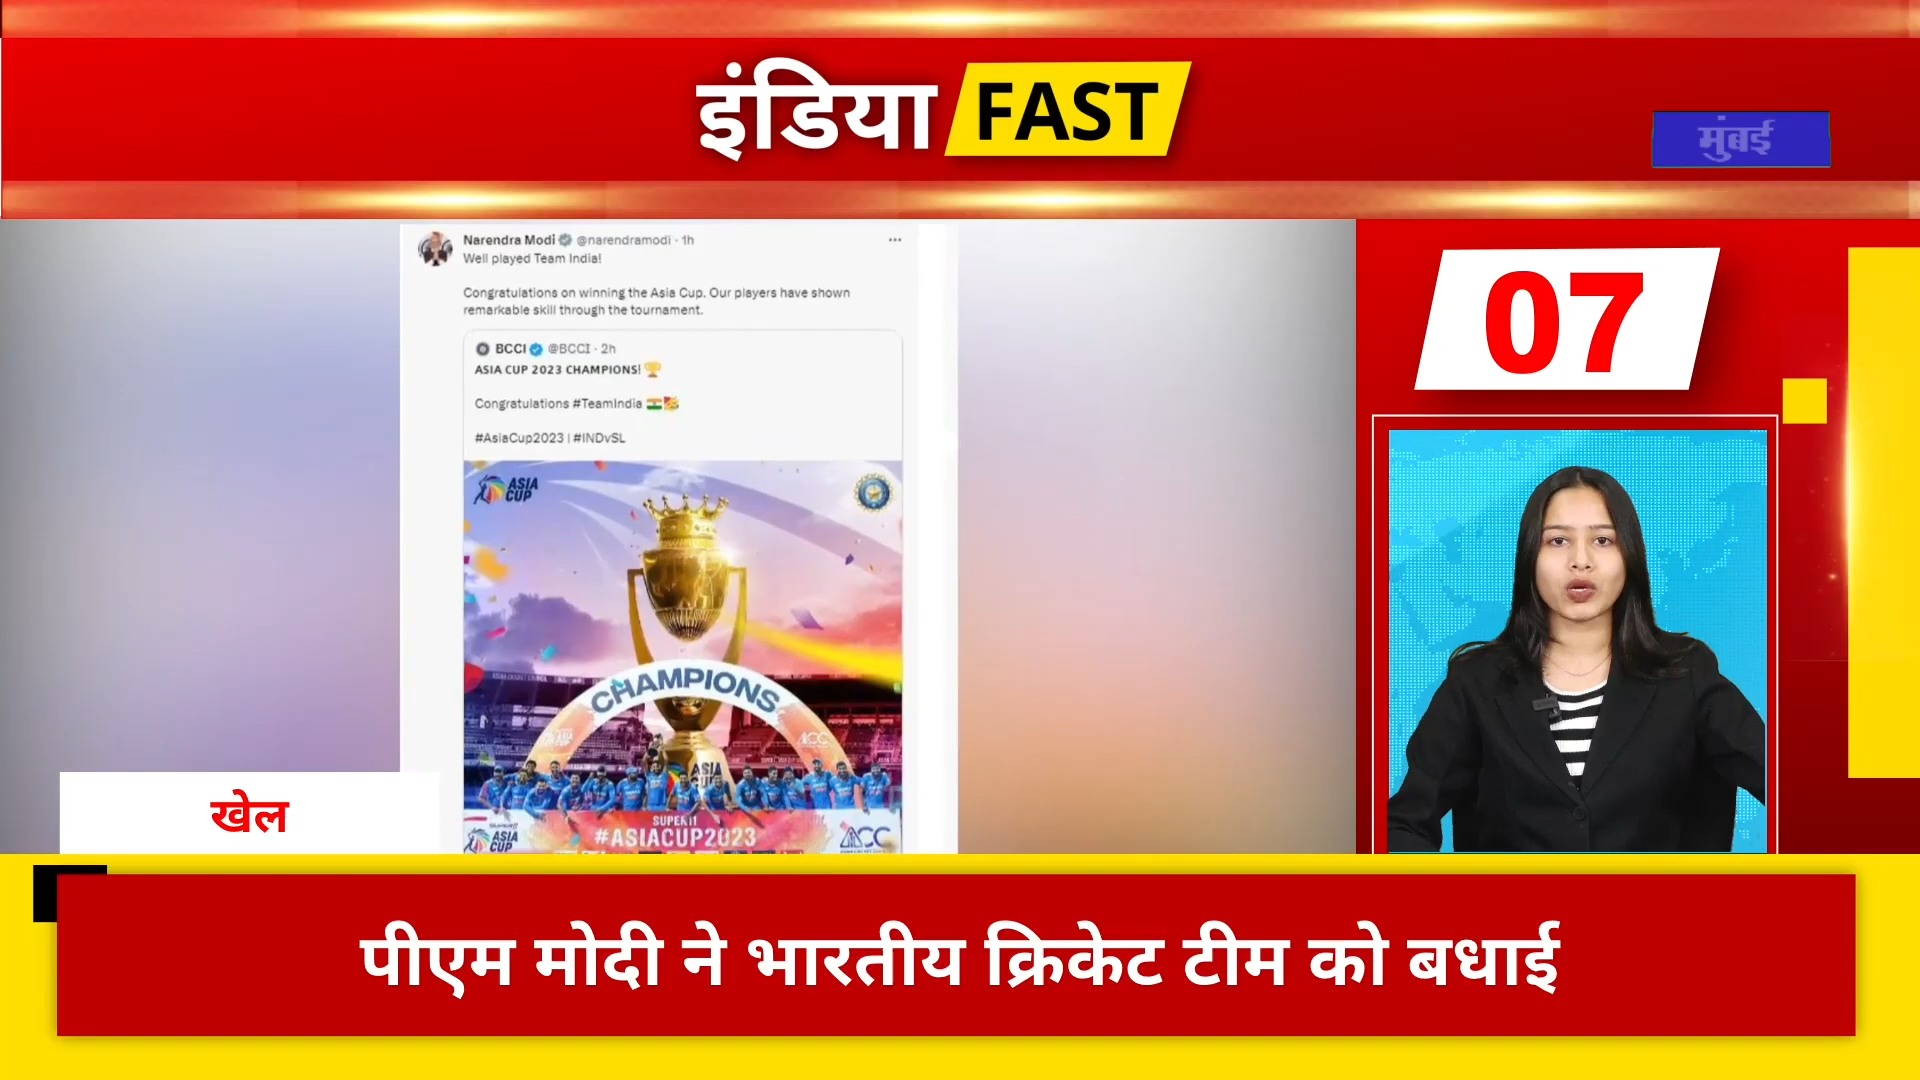 इंडिया FAST
मुंबई
Narendra Modi @narendramodi · 1h
Well played Team India!
Congratulations on winning the Asia Cup. Our players have shown
remarkable skill through the tournament.
BCCI @BCCI · 2h
ASIA CUP 2023 CHAMPIONS! 🏆
Congratulations #TeamIndia 🇮🇳🥳
#AsiaCup2023 | #INDvSL
ASIA
CUP
CHAMPIONS
ACC
ASIA
SUPER11
#ASIACUP2023
ASIA
CUP
ACC
07
खेल
पीएम मोदी ने भारतीय क्रिकेट टीम को बधाई